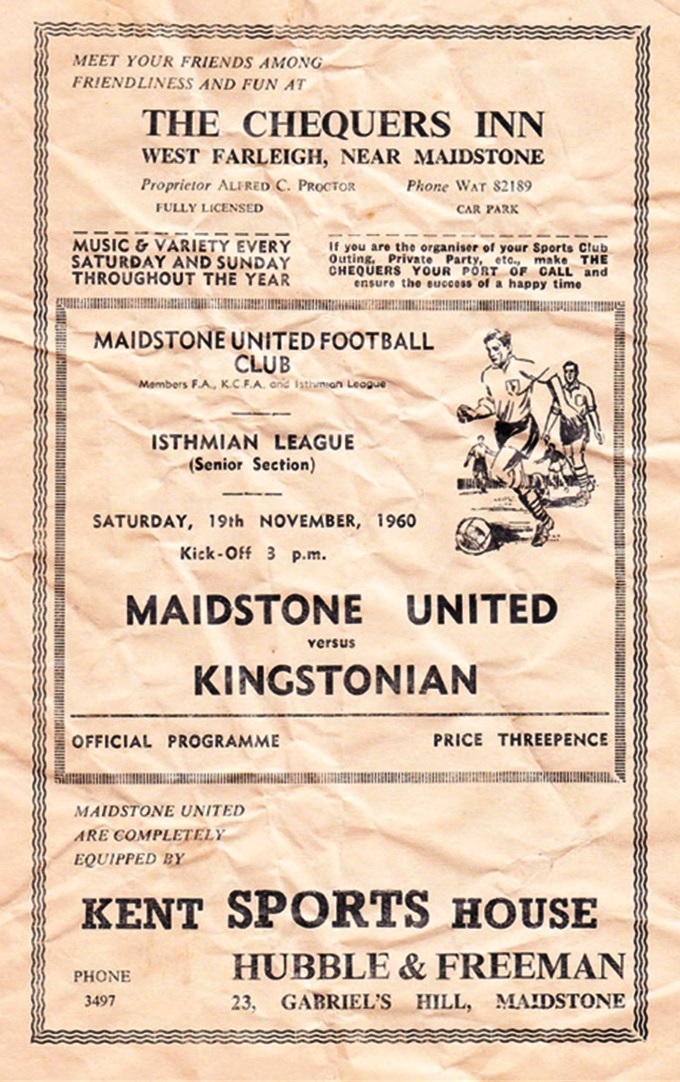 MEET YOUR FRIENDS AMONG
FRIENDLINESS AND FUN AT
THE CHEQUERS INN
WEST FARLEIGH, NEAR MAIDSTONE
Proprietor ALFRED C. PROCTOR Phone WAT 82189
FULLY LICENSED CAR PARK
MUSIC & VARIETY EVERY
SATURDAY AND SUNDAY
THROUGHOUT THE YEAR
If you are the organiser of your Sports Club
Outing, Private Party, etc., make THE
CHEQUERS YOUR PORT OF CALL and
ensure the success of a happy time
MAIDSTONE UNITED FOOTBALL
CLUB
Members F.A., K.C.F.A. and Isthmian League
ISTHMIAN LEAGUE
(Senior Section)
SATURDAY, 19th NOVEMBER, 1960
Kick-Off 3 p.m.
MAIDSTONE UNITED
versus
KINGSTONIAN
OFFICIAL PROGRAMME PRICE THREEPENCE
MAIDSTONE UNITED
ARE COMPLETELY
EQUIPPED BY
KENT SPORTS HOUSE
HUBBLE & FREEMAN
PHONE
3497
23, GABRIEL'S HILL, MAIDSTONE